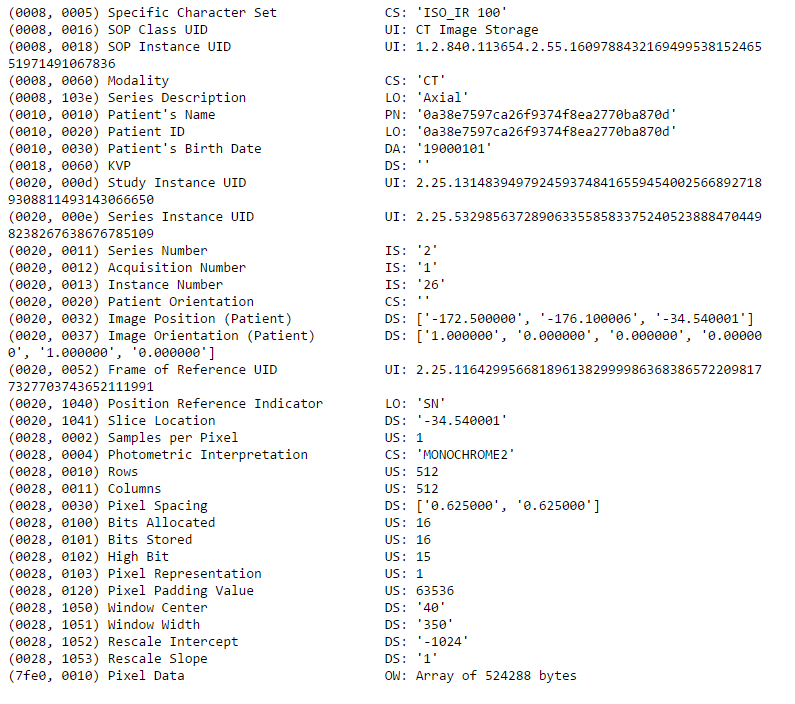 (0008, 0005) Specific Character Set              CS: 'ISO_IR 100'
(0008, 0016) SOP Class UID                       UI: CT Image Storage
(0008, 0018) SOP Instance UID                    UI: 1.2.840.113654.2.55.1609788432169499538152465
51971491067836
(0008, 0060) Modality                            CS: 'CT'
(0008, 103e) Series Description                  LO: 'Axial'
(0010, 0010) Patient's Name                      PN: '0a38e7597ca26f9374f8ea2770ba870d'
(0010, 0020) Patient ID                          LO: '0a38e7597ca26f9374f8ea2770ba870d'
(0010, 0030) Patient's Birth Date                DA: '19000101'
(0018, 0060) KVP                                 DS: ''
(0020, 000d) Study Instance UID                  UI: 2.25.1314839497924593748416559454002566892718
9308811493143066650
(0020, 000e) Series Instance UID                 UI: 2.25.5329856372890633558583375240523888470449
8238267638676785109
(0020, 0011) Series Number                       IS: '2'
(0020, 0012) Acquisition Number                  IS: '1'
(0020, 0013) Instance Number                     IS: '26'
(0020, 0020) Patient Orientation                 CS: ''
(0020, 0032) Image Position (Patient)            DS: ['-172.500000', '-176.100006', '-34.540001']
(0020, 0037) Image Orientation (Patient)         DS: ['1.000000', '0.000000', '0.000000', '0.00000
0', '1.000000', '0.000000']
(0020, 0052) Frame of Reference UID              UI: 2.25.1164299566818961382999986368386572209817
7327703743652111991
(0020, 1040) Position Reference Indicator        LO: 'SN'
(0020, 1041) Slice Location                      DS: '-34.540001'
(0028, 0002) Samples per Pixel                   US: 1
(0028, 0004) Photometric Interpretation          CS: 'MONOCHROME2'
(0028, 0010) Rows                                US: 512
(0028, 0011) Columns                             US: 512
(0028, 0030) Pixel Spacing                       DS: ['0.625000', '0.625000']
(0028, 0100) Bits Allocated                      US: 16
(0028, 0101) Bits Stored                         US: 16
(0028, 0102) High Bit                            US: 15
(0028, 0103) Pixel Representation                US: 1
(0028, 0120) Pixel Padding Value                 US: 63536
(0028, 1050) Window Center                       DS: '40'
(0028, 1051) Window Width                        DS: '350'
(0028, 1052) Rescale Intercept                   DS: '-1024'
(0028, 1053) Rescale Slope                       DS: '1'
(7fe0, 0010) Pixel Data                          OW: Array of 524288 bytes